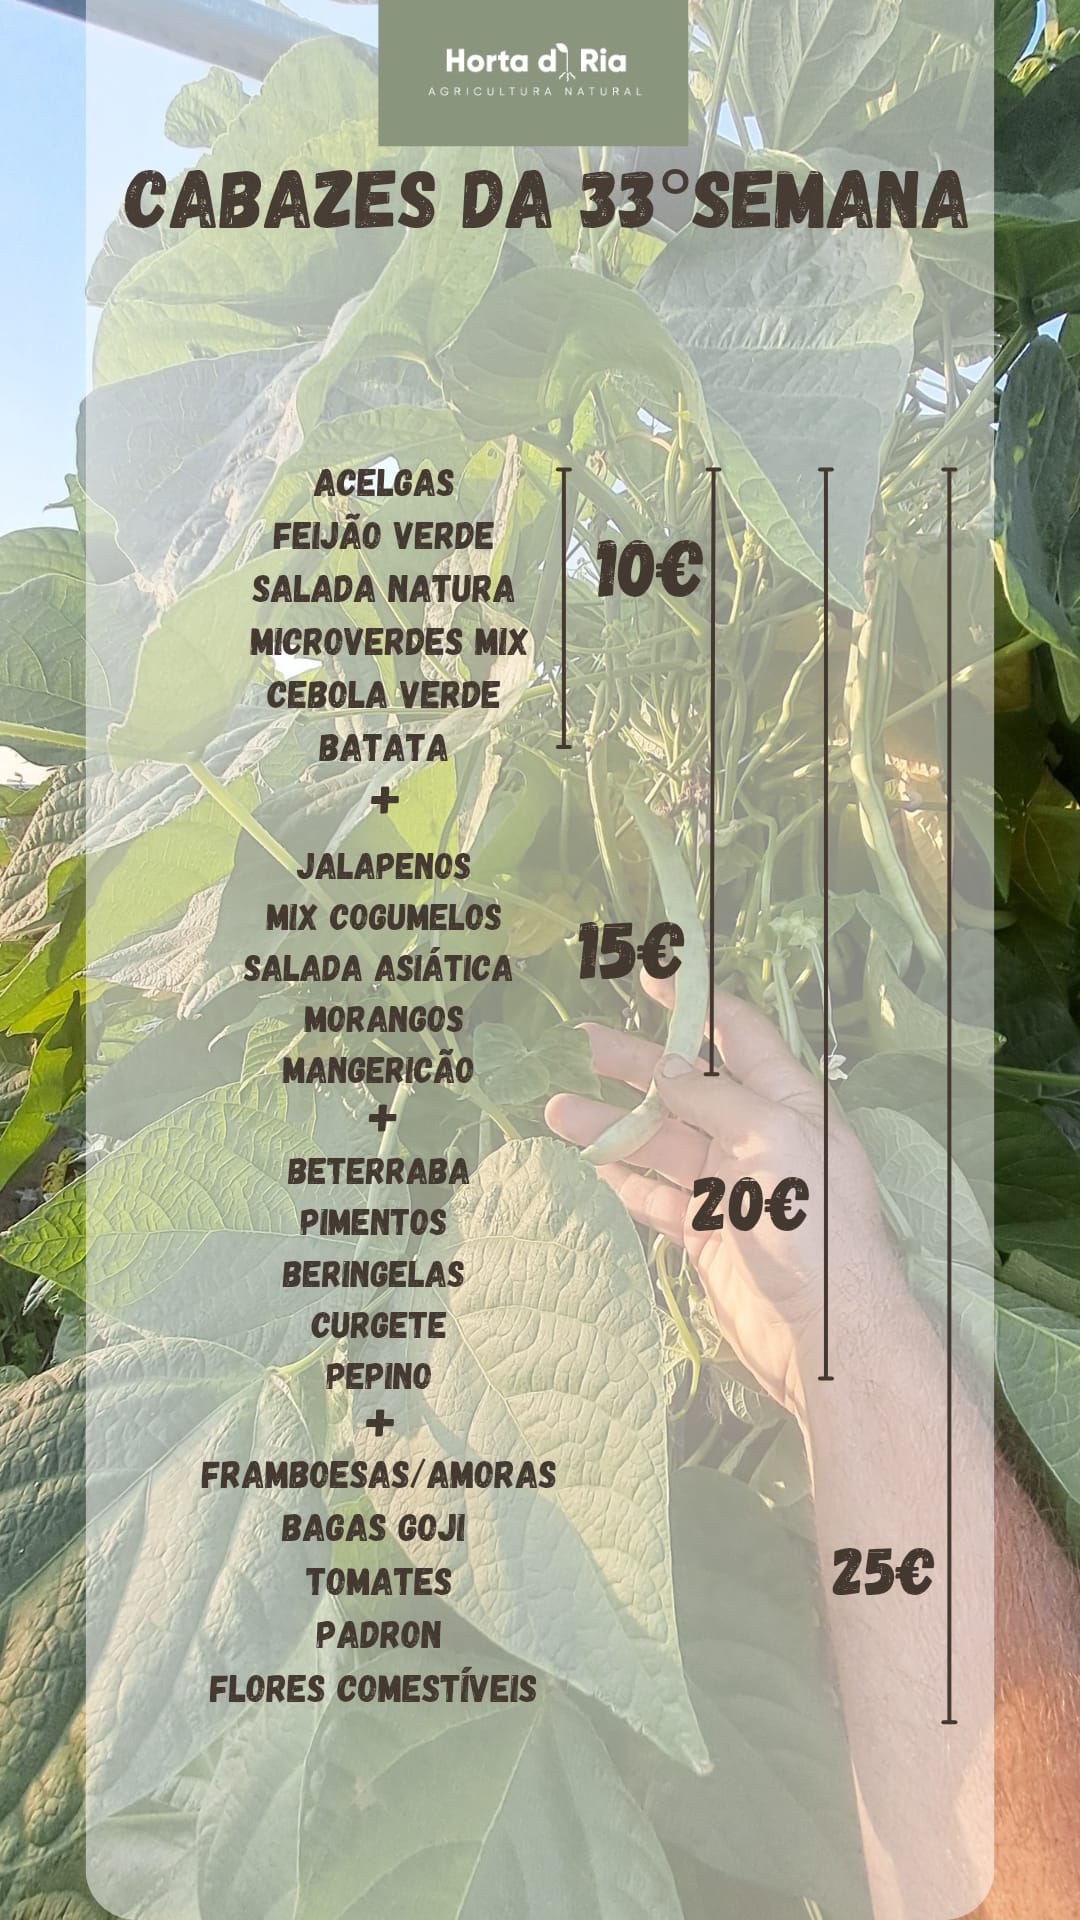 Horta d' Ria
AGRICULTURA NATURAL
CABAZES DA 33°SEMANA
ACELGAS
FEIJÃO VERDE
SALADA NATURA
MICROVERDES MIX
CEBOLA VERDE
BATATA
10€
+
JALAPENOS
MIX COGUMELOS
SALADA ASIÁTICA
MORANGOS
MANGERICÃO
15€
+
BETERRABA
PIMENTOS
BERINGELAS
CURGETE
PEPINO
20€
+
FRAMBOESAS/AMORAS
BAGAS GOJI
TOMATES
PADRON
FLORES COMESTÍVEIS
25€